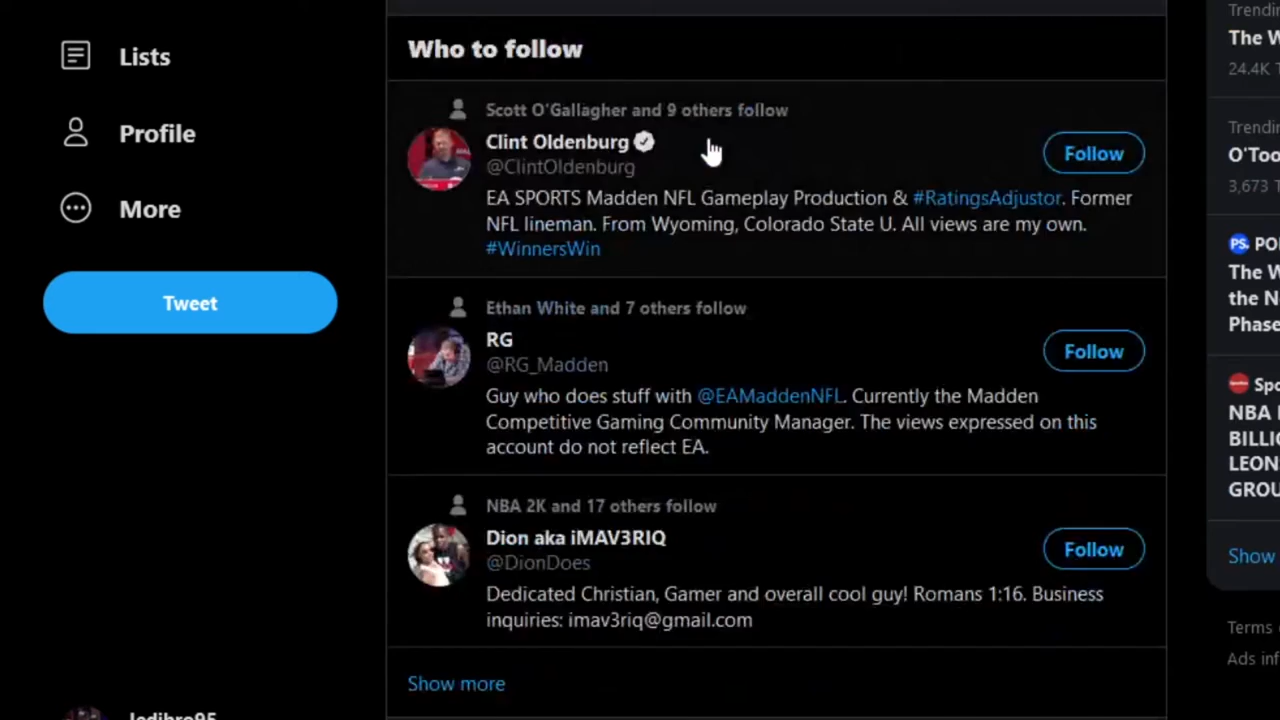 Lists
Profile
More
Tweet
Who to follow
Scott O'Gallagher and 9 others follow
Clint Oldenburg
@ClintOldenburg
Follow
EA SPORTS Madden NFL Gameplay Production & #RatingsAdjustor. Former
NFL lineman. From Wyoming, Colorado State U. All views are my own.
#WinnersWin
Ethan White and 7 others follow
RG
@RG_Madden
Follow
Guy who does stuff with @EAMaddenNFL. Currently the Madden
Competitive Gaming Community Manager. The views expressed on this
account do not reflect EA.
NBA 2K and 17 others follow
Dion aka iMAV3RIQ
@DionDoes
Follow
Dedicated Christian, Gamer and overall cool guy! Romans 1:16. Business
inquiries: imav3riq@gmail.com
Show more
The
24.4K
3,673
PS.
The
the
Phase
NBA
Show
Terms
Ads